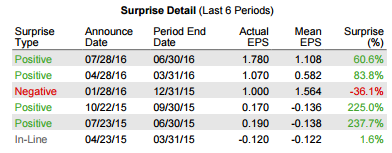 Surprise Detail (Last 6 Periods)
Surprise Announce Period End Actual Mean Surprise
Type Date Date EPS EPS (%)
Positive 07/28/16 06/30/16 1.780 1.108 60.6%
Positive 04/28/16 03/31/16 1.070 0.582 83.8%
Negative 01/28/16 12/31/15 1.000 1.564 -36.1%
Positive 10/22/15 09/30/15 0.170 -0.136 225.0%
Positive 07/23/15 06/30/15 0.190 -0.138 237.7%
In-Line 04/23/15 03/31/15 -0.120 -0.122 1.6%